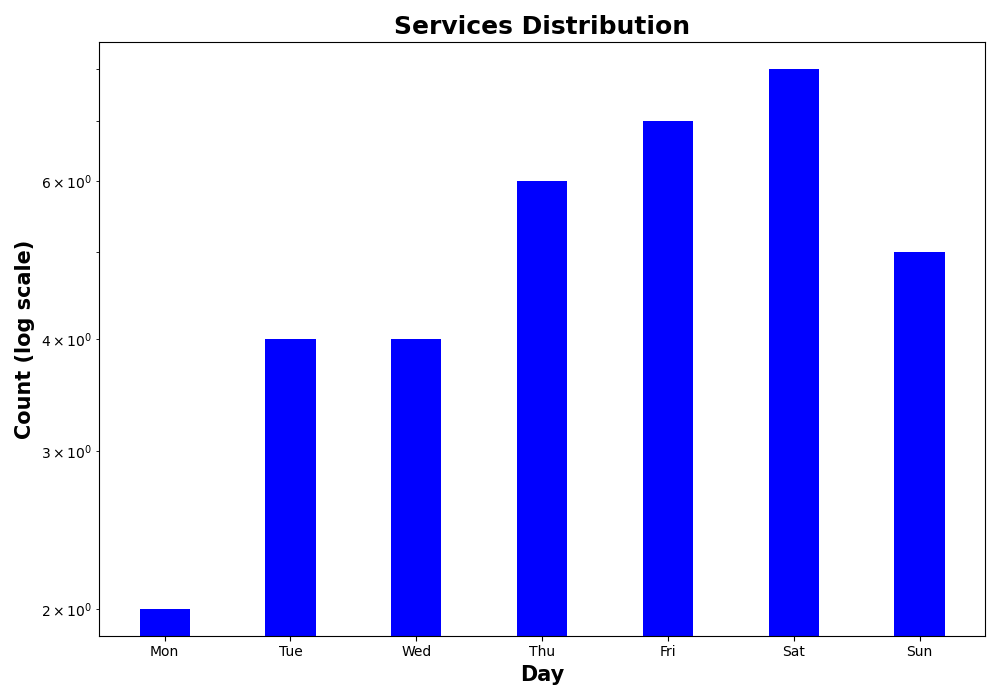 Services Distribution
Count (log scale)
6 × 10⁰
4 × 10⁰
3 × 10⁰
2 × 10⁰
Mon Tue Wed Thu Fri Sat Sun
Day